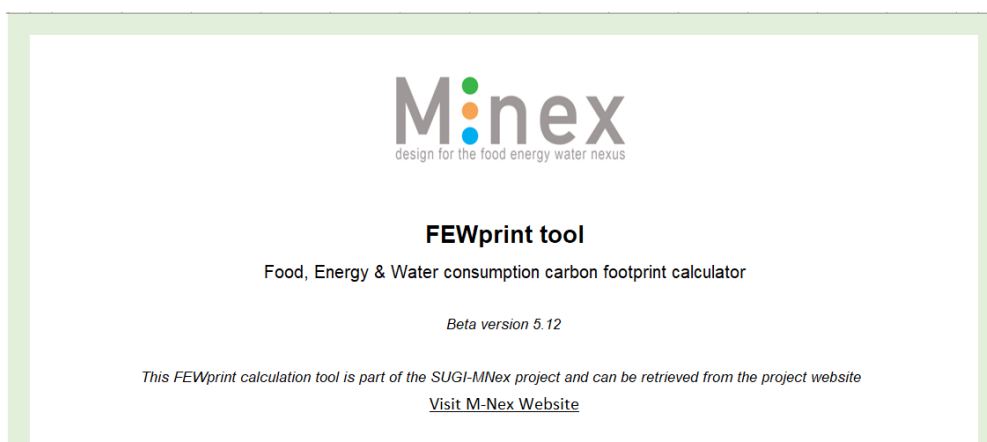 M:nex
design for the food energy water nexus
FEWprint tool
Food, Energy & Water consumption carbon footprint calculator
Beta version 5.12
This FEWprint calculation tool is part of the SUGI-MNex project and can be retrieved from the project website
Visit M-Nex Website